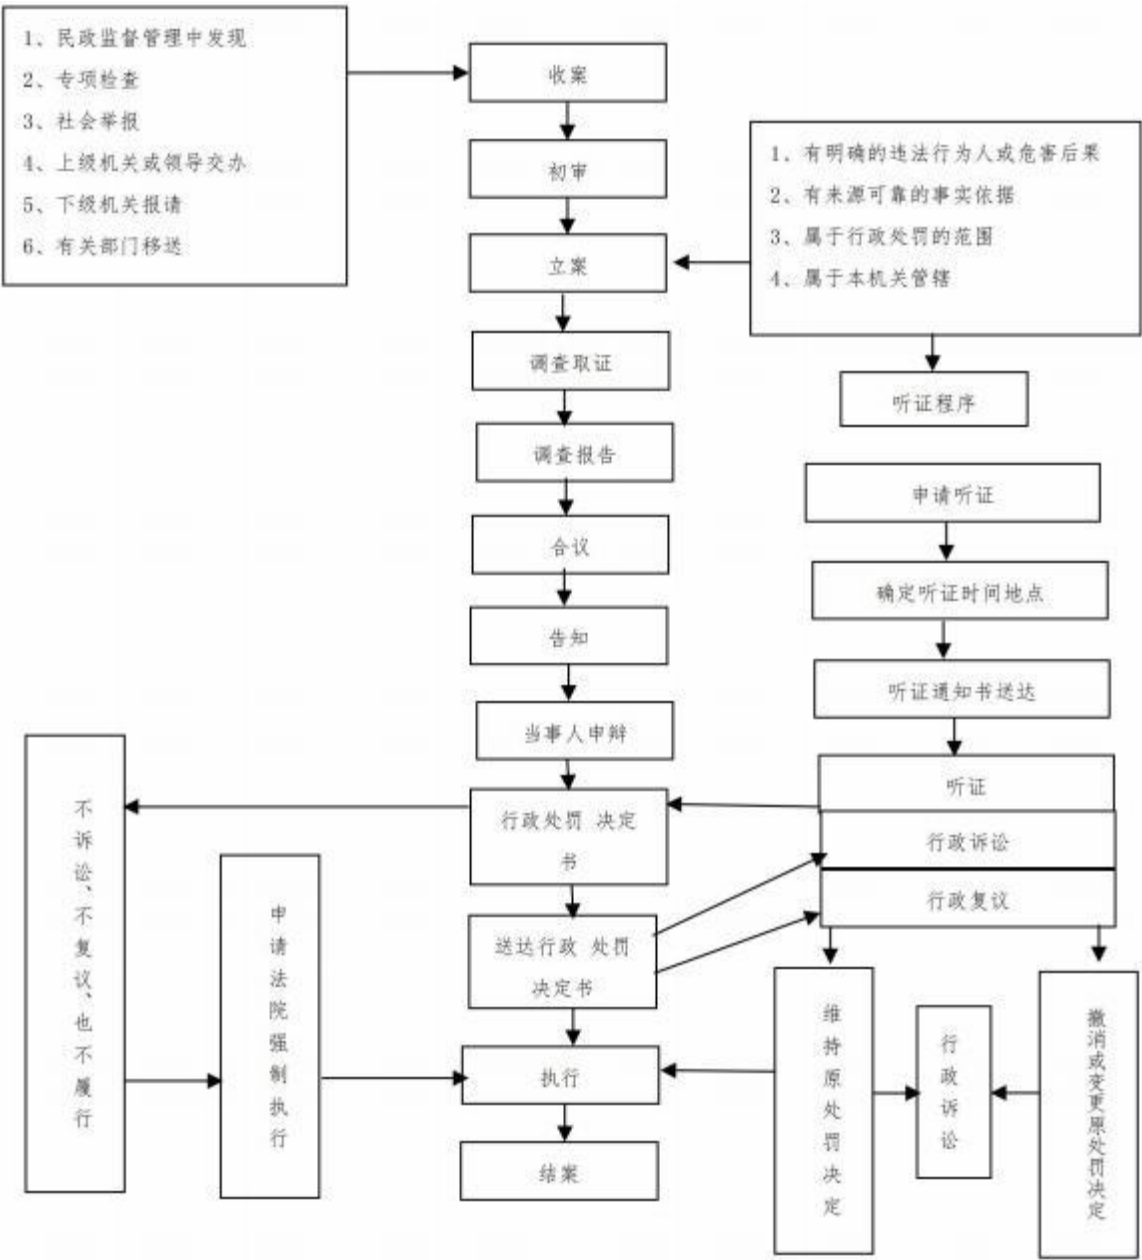 1、民政监督管理中发现
2、专项检查
3、社会举报
4、上级机关或领导交办
5、下级机关报请
6、有关部门移送
收案
初审
立案
1、有明确的违法行为人或危害后果
2、有来源可靠的事实依据
3、属于行政处罚的范围
4、属于本机关管辖
调查取证
听证程序
调查报告
申请听证
合议
确定听证时间地点
告知
听证通知书送达
当事人申辩
听证
行政处罚 决定
书
行政诉讼
行政复议
送达行政 处罚
决定书
不诉讼、不复议、也不履行
申请法院强制执行
执行
结案
维持原处罚决定
行政诉讼
撤消或变更原处罚决定